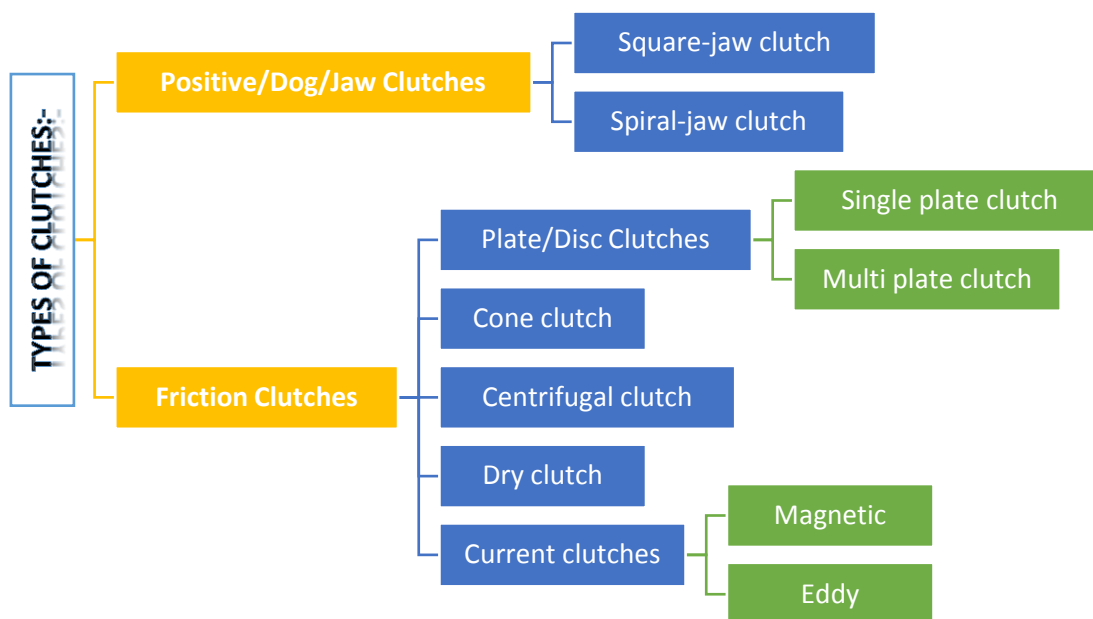 TYPES OF CLUTCHES:-
Positive/Dog/Jaw Clutches
Square-jaw clutch
Spiral-jaw clutch
Friction Clutches
Plate/Disc Clutches
Single plate clutch
Multi plate clutch
Cone clutch
Centrifugal clutch
Dry clutch
Current clutches
Magnetic
Eddy